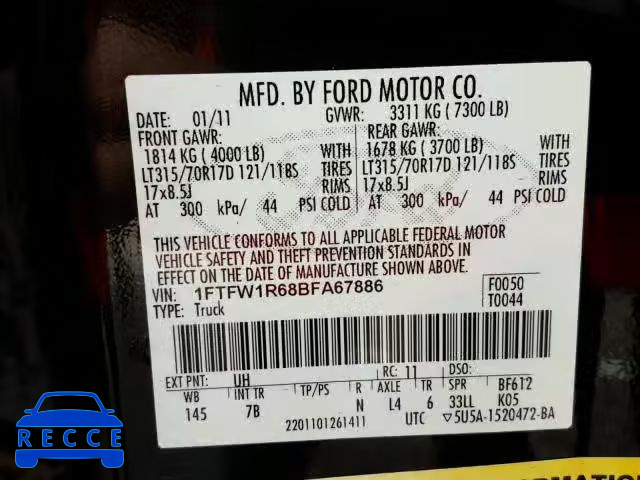 MFD. BY FORD MOTOR CO.
DATE: 01/11 GVWR: 3311 KG ( 7300 LB)
FRONT GAWR: REAR GAWR:
1814 KG ( 4000 LB) WITH 1678 KG ( 3700 LB) WITH
LT315/70R17D 121/118S TIRES LT315/70R17D 121/118S TIRES
17x8.5J RIMS 17x8.5J RIMS
AT 300 kPa/ 44 PSI COLD AT 300 kPa/ 44 PSI COLD
THIS VEHICLE CONFORMS TO ALL APPLICABLE FEDERAL MOTOR
VEHICLE SAFETY AND THEFT PREVENTION STANDARDS IN
EFFECT ON THE DATE OF MANUFACTURE SHOWN ABOVE.
VIN: 1FTFW1R68BFA67886 F0050
TYPE: Truck T0044
EXT PNT: UH RC: 11 DSO:
WB INT TR TP/PS R AXLE TR SPR BF612
145 7B N L4 6 33LL K05
2201101261411 UTC ▽5U5A-1520472-BA
RECCE